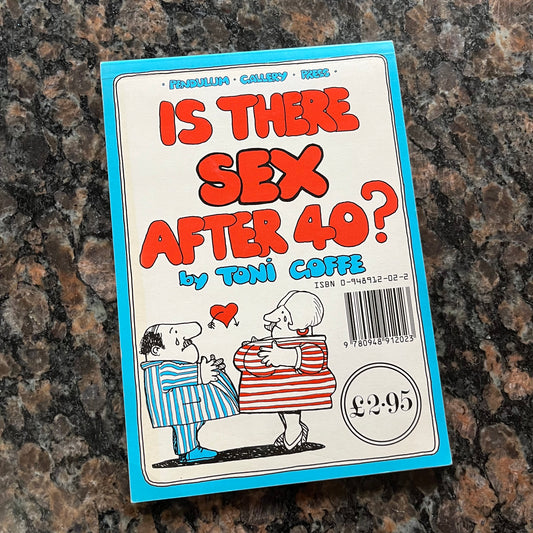 · PENDULUM · GALLERY · PRESS ·
IS THERE
SEX
AFTER 40?
by TONI GOFFE
ISBN 0-948912-02-2
9 780948 912023
£2·95